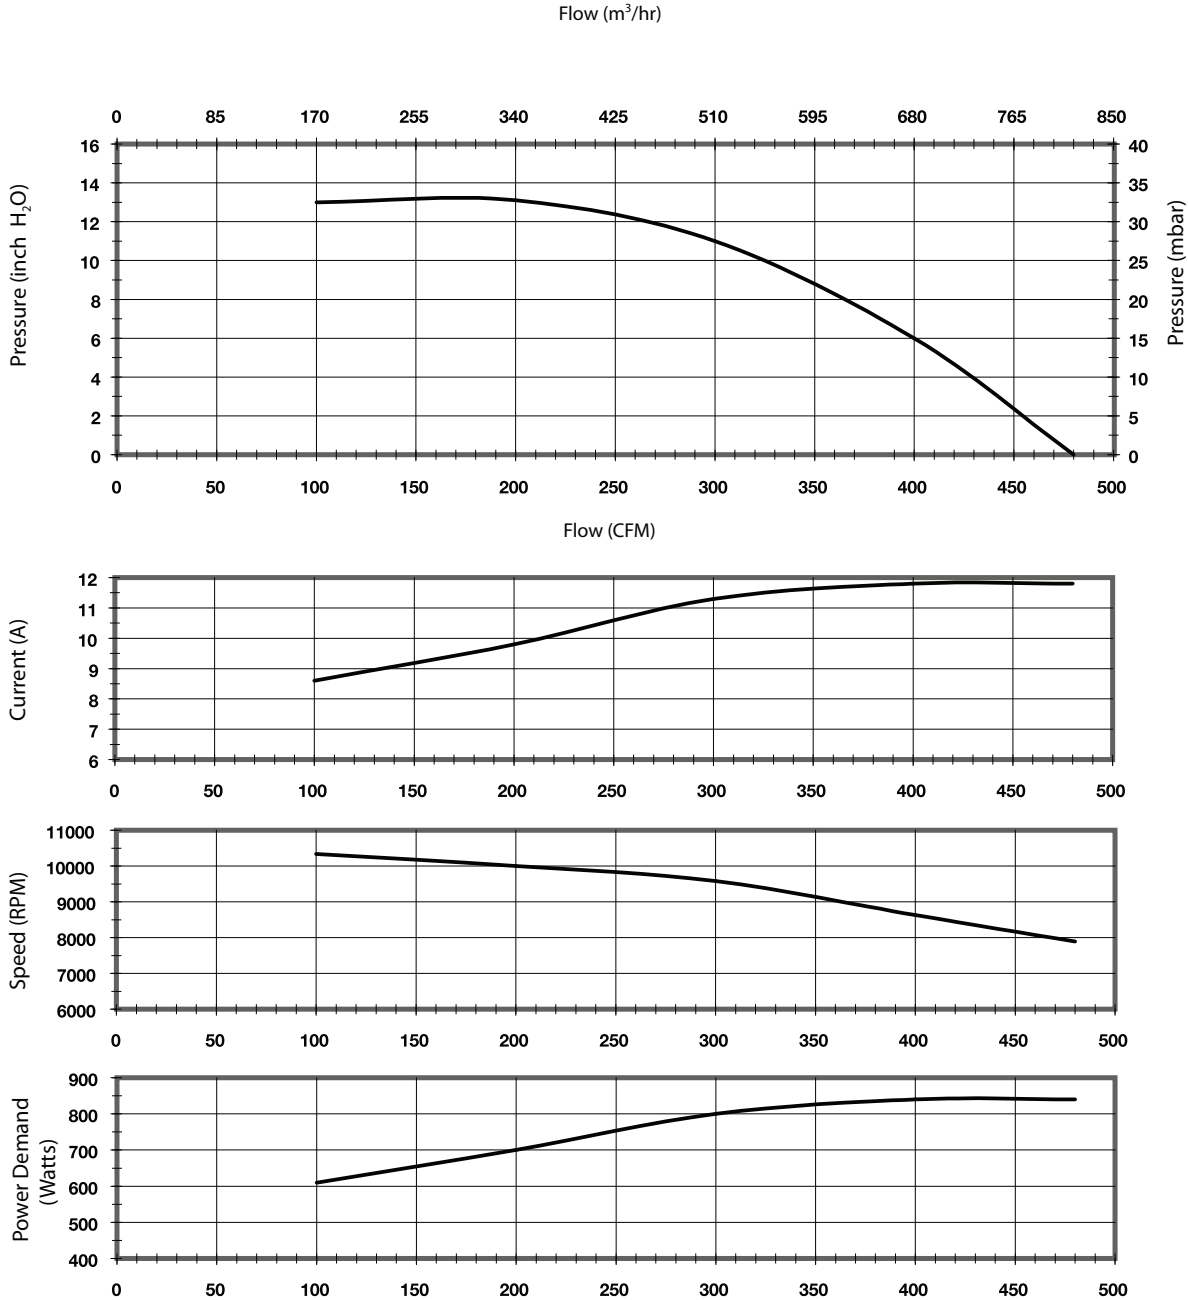 Flow (m³/hr)
0 85 170 255 340 425 510 595 680 765 850
Pressure (inch H₂O)
16
14
12
10
8
6
4
2
0
40
35
30
25
20
15
10
5
0
Pressure (mbar)
0 50 100 150 200 250 300 350 400 450 500
Flow (CFM)
Current (A)
12
11
10
9
8
7
6
0 50 100 150 200 250 300 350 400 450 500
Speed (RPM)
11000
10000
9000
8000
7000
6000
0 50 100 150 200 250 300 350 400 450 500
Power Demand
(Watts)
900
800
700
600
500
400
0 50 100 150 200 250 300 350 400 450 500